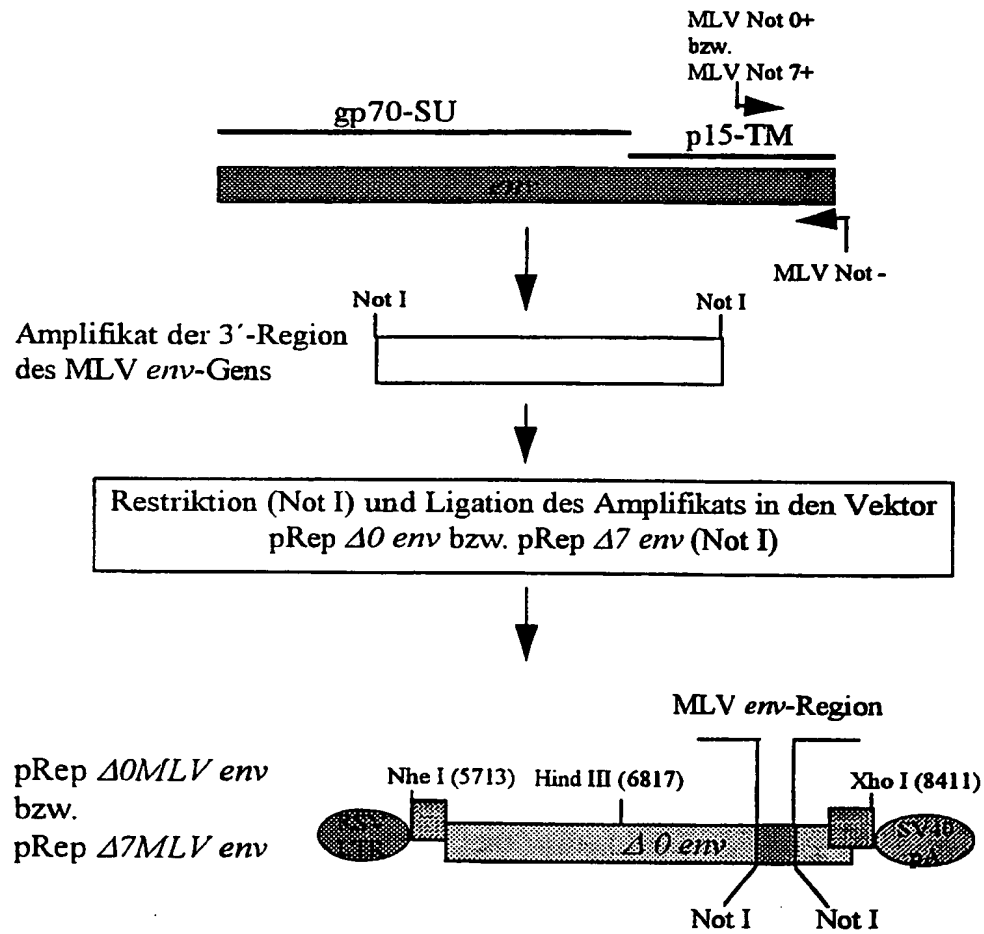 MLV Not 0+
bzw.
MLV Not 7+
gp70-SU
p15-TM
env
MLV Not -
Not I
Not I
Amplifikat der 3´-Region
des MLV env-Gens
Restriktion (Not I) und Ligation des Amplifikats in den Vektor
pRep Δ0 env bzw. pRep Δ7 env (Not I)
MLV env-Region
pRep Δ0MLV env
bzw.
pRep Δ7MLV env
Nhe I (5713)
Hind III (6817)
Xho I (8411)
RSV
LTR
Δ 0 env
SV40
pA
Not I
Not I